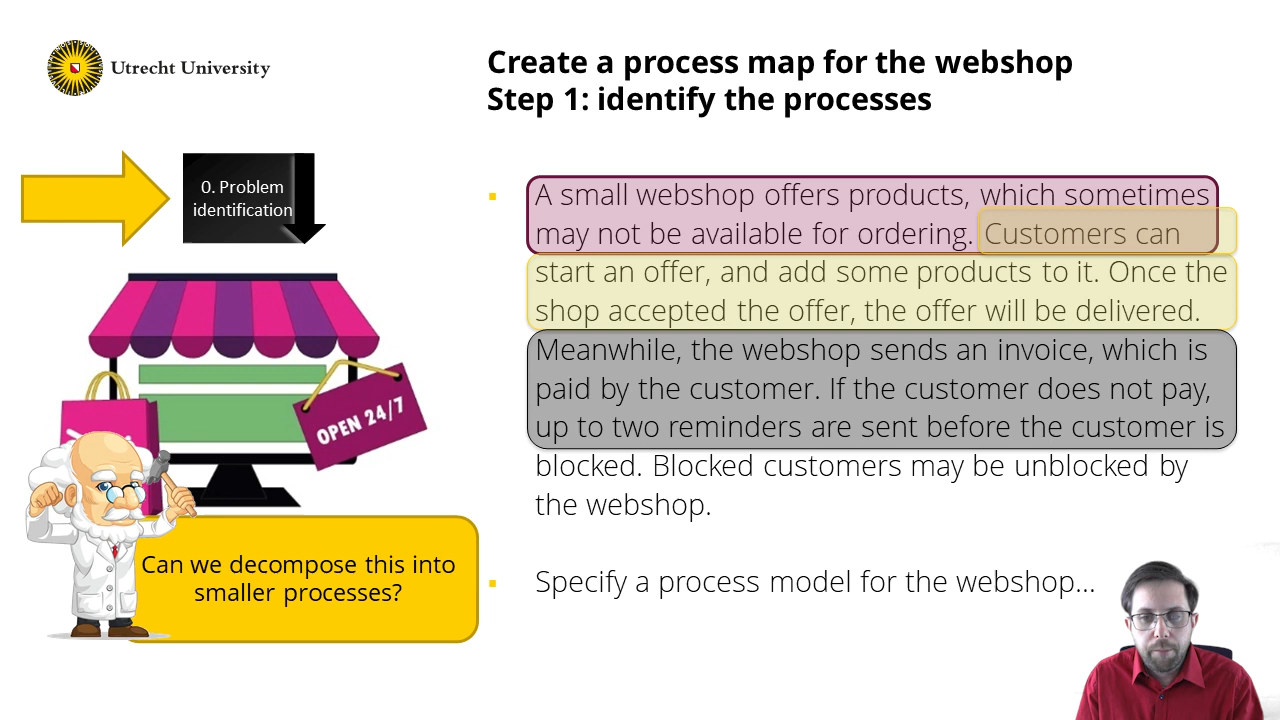 Utrecht University
Create a process map for the webshop
Step 1: identify the processes
0. Problem
identification
A small webshop offers products, which sometimes
may not be available for ordering. Customers can
start an offer, and add some products to it. Once the
shop accepted the offer, the offer will be delivered.
Meanwhile, the webshop sends an invoice, which is
paid by the customer. If the customer does not pay,
up to two reminders are sent before the customer is
blocked. Blocked customers may be unblocked by
the webshop.
OPEN 24/7
Can we decompose this into
smaller processes?
Specify a process model for the webshop...